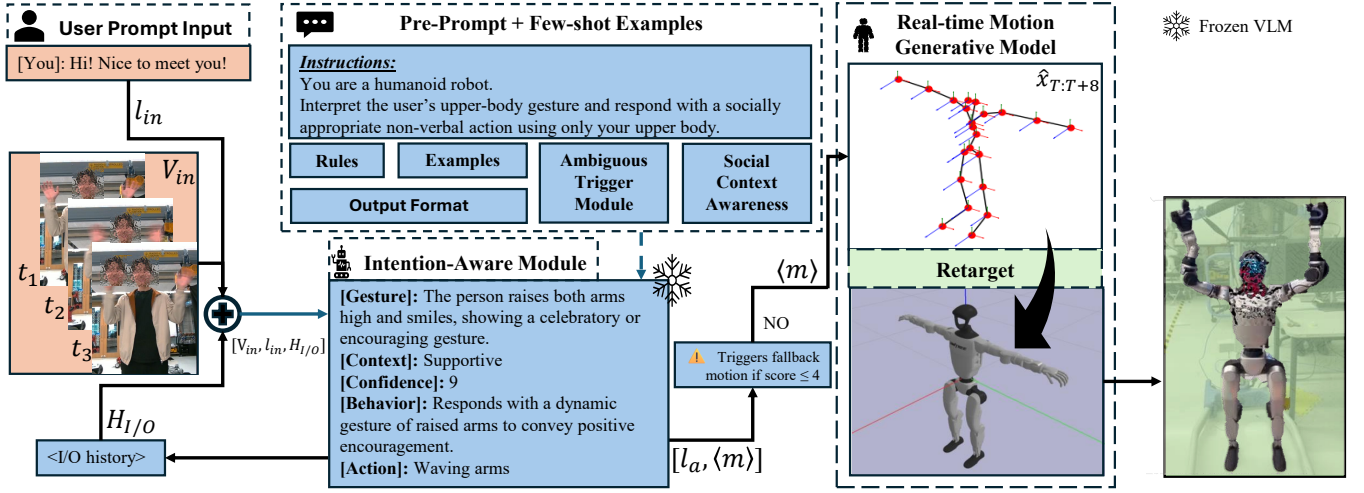 User Prompt Input
[You]: Hi! Nice to meet you!
l_in
V_in
t_1
t_2
t_3
[V_in, l_in, H_I/O]
H_I/O
<I/O history>
Pre-Prompt + Few-shot Examples
Instructions:
You are a humanoid robot.
Interpret the user's upper-body gesture and respond with a socially
appropriate non-verbal action using only your upper body.
Rules
Examples
Ambiguous
Trigger
Module
Social
Context
Awareness
Output Format
Intention-Aware Module
[Gesture]: The person raises both arms
high and smiles, showing a celebratory or
encouraging gesture.
[Context]: Supportive
[Confidence]: 9
[Behavior]: Responds with a dynamic
gesture of raised arms to convey positive
encouragement.
[Action]: Waving arms
[l_a, ⟨m⟩]
Triggers fallback
motion if score ≤ 4
NO
⟨m⟩
Real-time Motion
Generative Model
x̂_T:T+8
Retarget
Frozen VLM